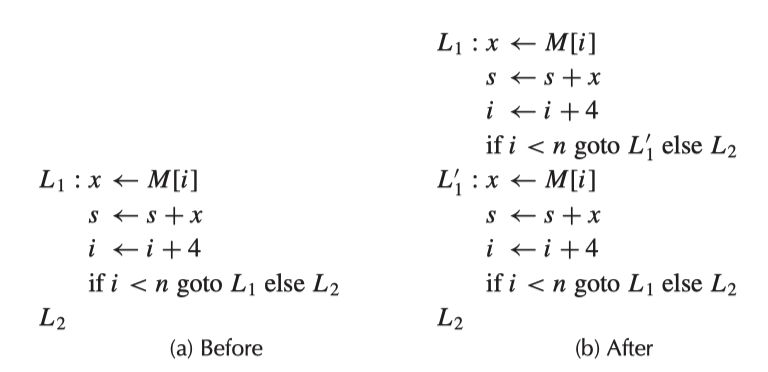 L₁ : x ← M[i]
s ← s + x
i ← i + 4
if i < n goto L₁ else L₂
L₂
(a) Before
L₁ : x ← M[i]
s ← s + x
i ← i + 4
if i < n goto L₁′ else L₂
L₁′ : x ← M[i]
s ← s + x
i ← i + 4
if i < n goto L₁ else L₂
L₂
(b) After